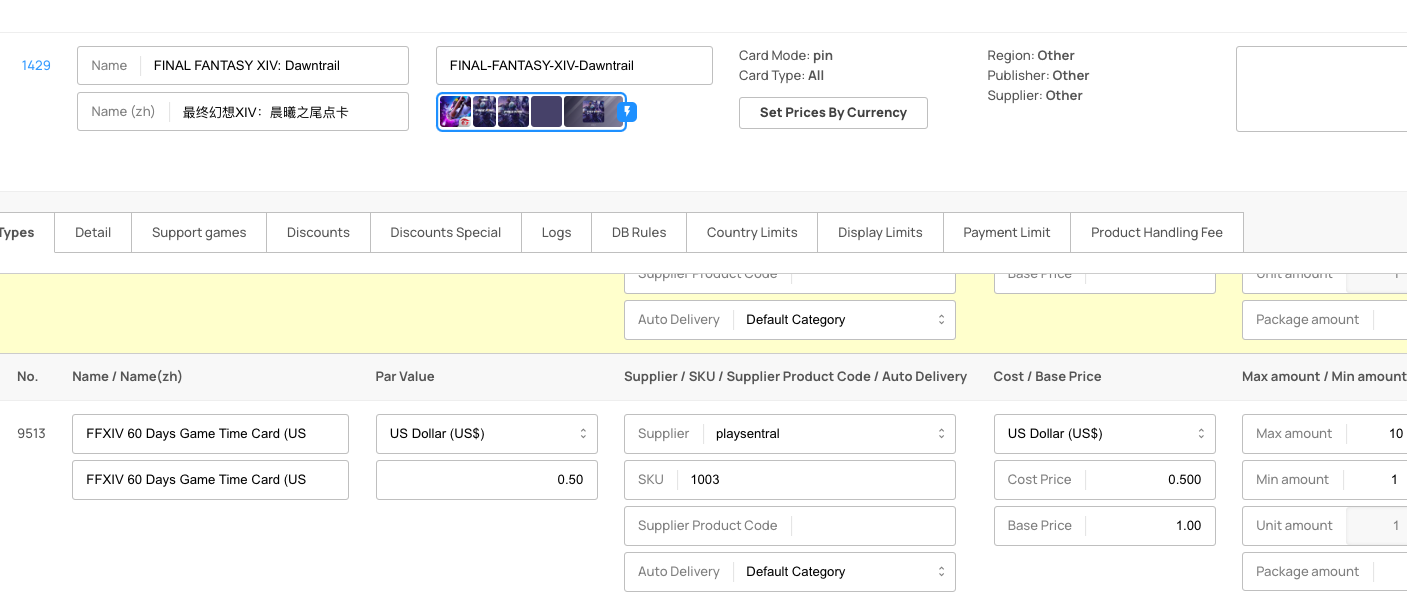 1429
Name FINAL FANTASY XIV: Dawntrail
FINAL-FANTASY-XIV-Dawntrail
Card Mode: pin
Card Type: All
Region: Other
Publisher: Other
Supplier: Other
Name (zh) 最终幻想XIV：晨曦之尾点卡
Set Prices By Currency
Types
Detail
Support games
Discounts
Discounts Special
Logs
DB Rules
Country Limits
Display Limits
Payment Limit
Product Handling Fee
Supplier Product Code
Base Price
Unit amount 1
Auto Delivery Default Category
Package amount
No.
Name / Name(zh)
Par Value
Supplier / SKU / Supplier Product Code / Auto Delivery
Cost / Base Price
Max amount / Min amount
9513
FFXIV 60 Days Game Time Card (US
US Dollar (US$)
Supplier playsentral
US Dollar (US$)
Max amount 10
FFXIV 60 Days Game Time Card (US
0.50
SKU 1003
Cost Price 0.500
Min amount 1
Supplier Product Code
Base Price 1.00
Unit amount 1
Auto Delivery Default Category
Package amount